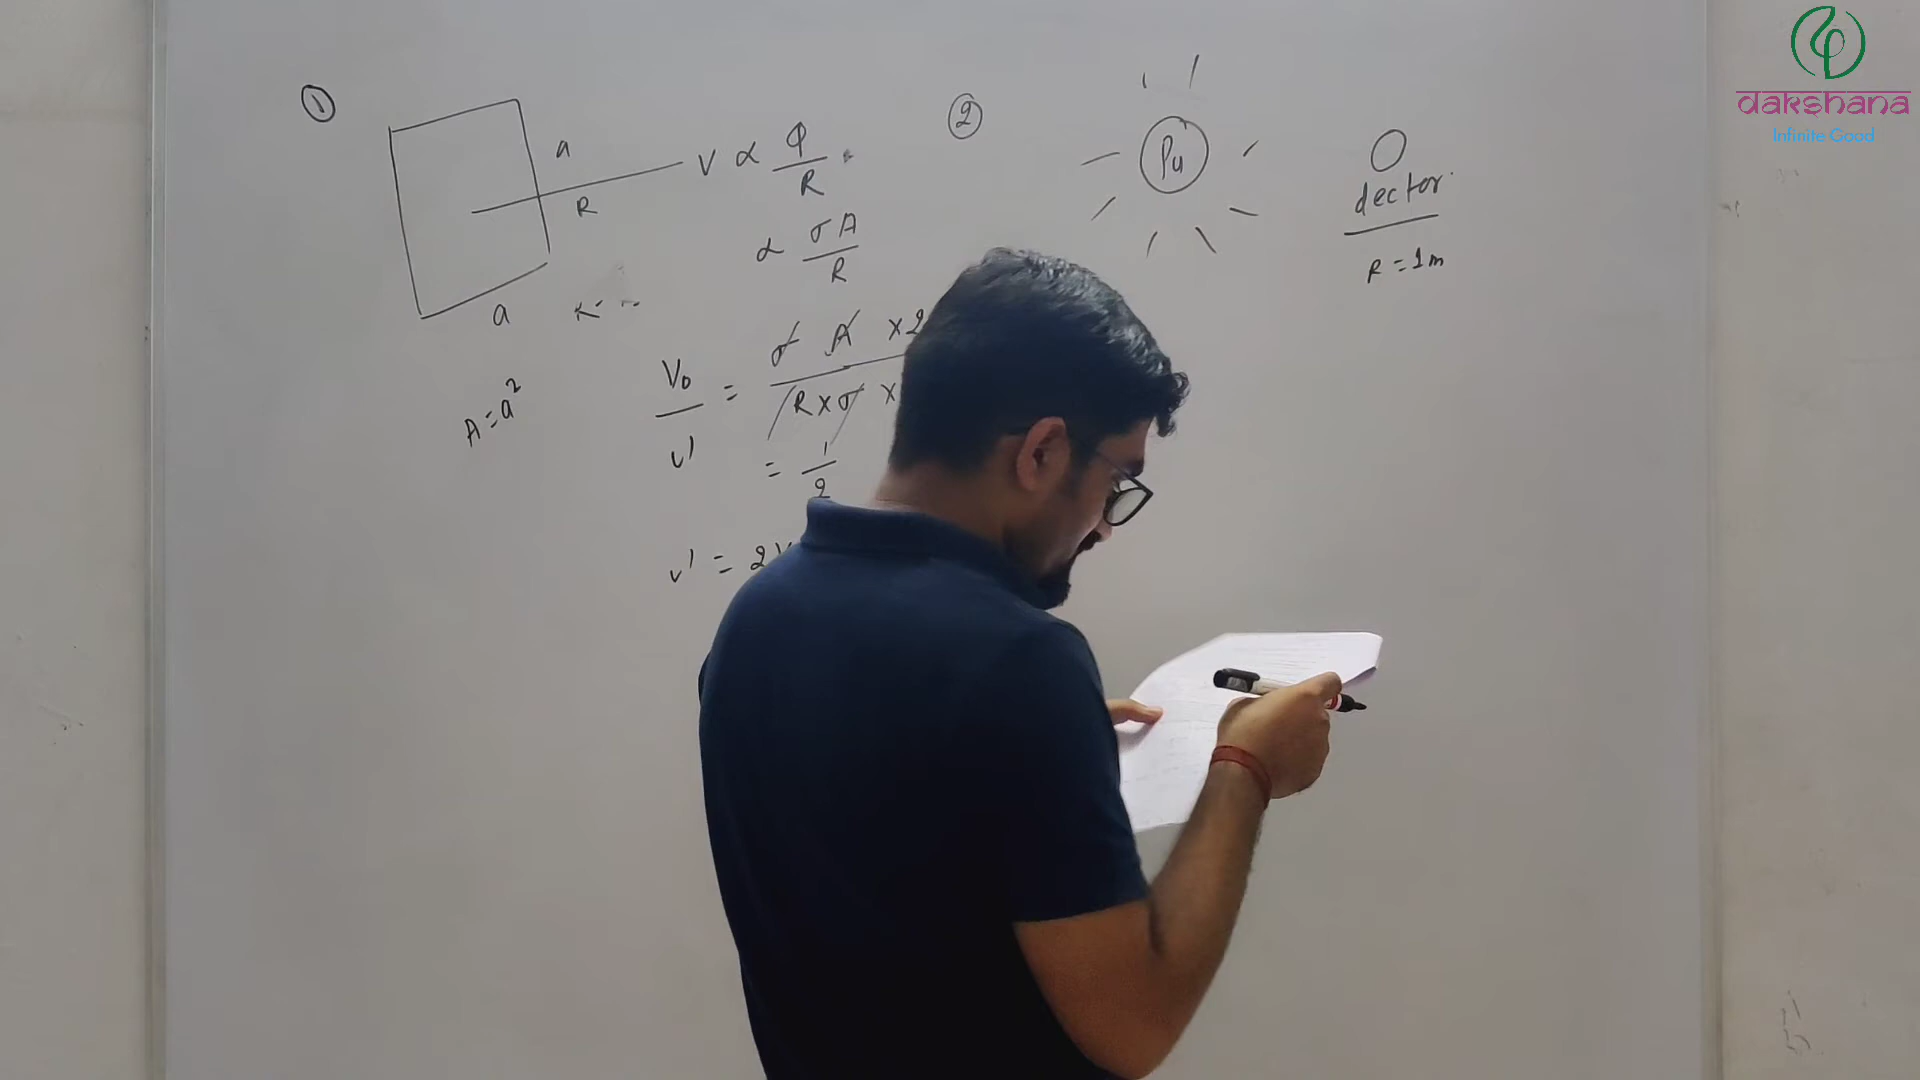 ①
a
R
a
A = a²
V ∝ φ/R
∝ σA/R
V₀/V' = σ A × 2/R × σ ×
= 1/2
V' = 2V
②
Pu
dector.
R = 1m
dakshana
Infinite Good